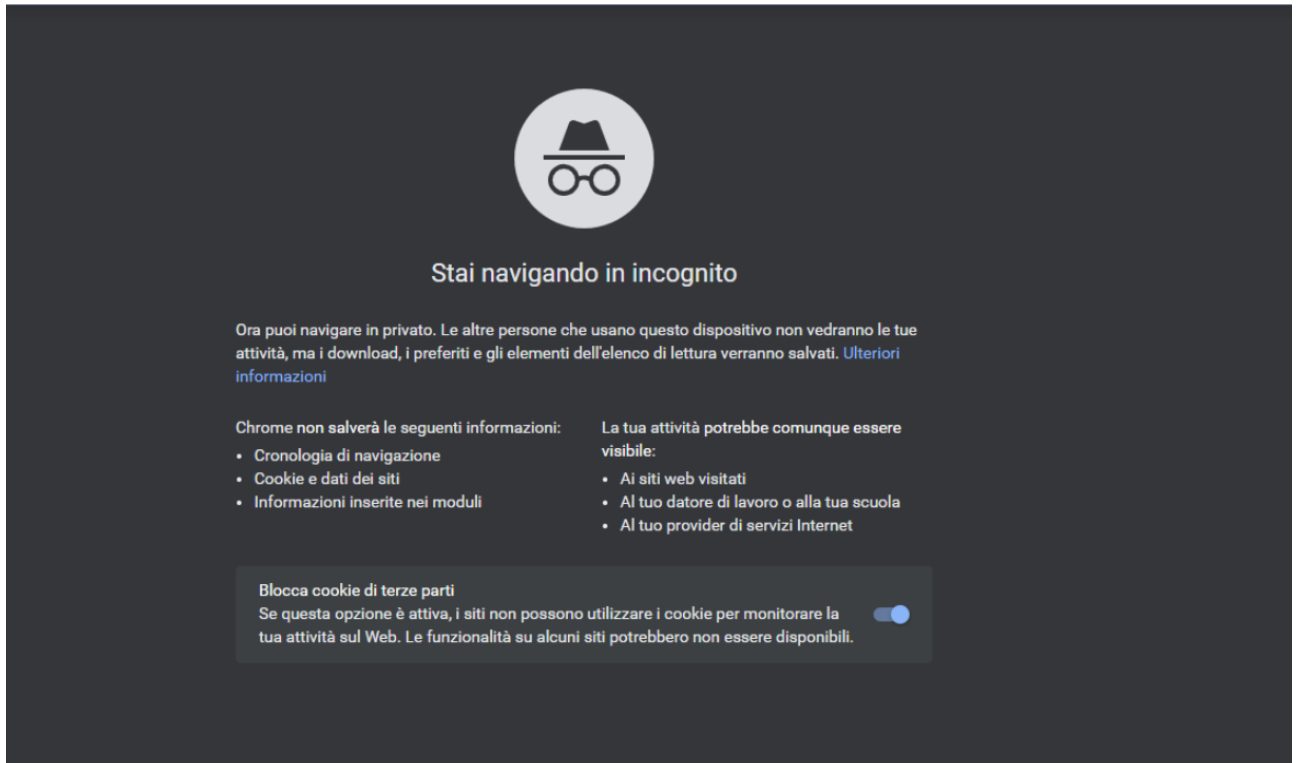 Stai navigando in incognito
Ora puoi navigare in privato. Le altre persone che usano questo dispositivo non vedranno le tue
attività, ma i download, i preferiti e gli elementi dell'elenco di lettura verranno salvati. Ulteriori
informazioni
Chrome non salverà le seguenti informazioni:
• Cronologia di navigazione
• Cookie e dati dei siti
• Informazioni inserite nei moduli
La tua attività potrebbe comunque essere
visibile:
• Ai siti web visitati
• Al tuo datore di lavoro o alla tua scuola
• Al tuo provider di servizi Internet
Blocca cookie di terze parti
Se questa opzione è attiva, i siti non possono utilizzare i cookie per monitorare la
tua attività sul Web. Le funzionalità su alcuni siti potrebbero non essere disponibili.